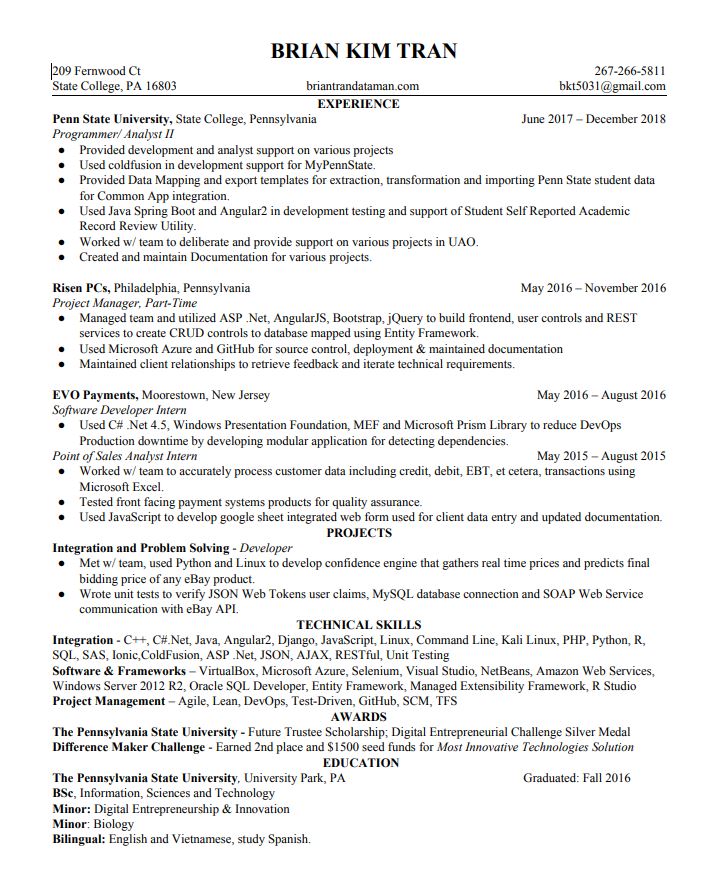 BRIAN KIM TRAN
209 Fernwood Ct 267-266-5811
State College, PA 16803 briantrandataman.com bkt5031@gmail.com
EXPERIENCE
Penn State University, State College, Pennsylvania June 2017 – December 2018
Programmer/ Analyst II
● Provided development and analyst support on various projects
● Used coldfusion in development support for MyPennState.
● Provided Data Mapping and export templates for extraction, transformation and importing Penn State student data
for Common App integration.
● Used Java Spring Boot and Angular2 in development testing and support of Student Self Reported Academic
Record Review Utility.
● Worked w/ team to deliberate and provide support on various projects in UAO.
● Created and maintain Documentation for various projects.
Risen PCs, Philadelphia, Pennsylvania May 2016 – November 2016
Project Manager, Part-Time
● Managed team and utilized ASP .Net, AngularJS, Bootstrap, jQuery to build frontend, user controls and REST
services to create CRUD controls to database mapped using Entity Framework.
● Used Microsoft Azure and GitHub for source control, deployment & maintained documentation
● Maintained client relationships to retrieve feedback and iterate technical requirements.
EVO Payments, Moorestown, New Jersey May 2016 – August 2016
Software Developer Intern
● Used C# .Net 4.5, Windows Presentation Foundation, MEF and Microsoft Prism Library to reduce DevOps
Production downtime by developing modular application for detecting dependencies.
Point of Sales Analyst Intern May 2015 – August 2015
● Worked w/ team to accurately process customer data including credit, debit, EBT, et cetera, transactions using
Microsoft Excel.
● Tested front facing payment systems products for quality assurance.
● Used JavaScript to develop google sheet integrated web form used for client data entry and updated documentation.
PROJECTS
Integration and Problem Solving - Developer
● Met w/ team, used Python and Linux to develop confidence engine that gathers real time prices and predicts final
bidding price of any eBay product.
● Wrote unit tests to verify JSON Web Tokens user claims, MySQL database connection and SOAP Web Service
communication with eBay API.
TECHNICAL SKILLS
Integration - C++, C#.Net, Java, Angular2, Django, JavaScript, Linux, Command Line, Kali Linux, PHP, Python, R,
SQL, SAS, Ionic,ColdFusion, ASP .Net, JSON, AJAX, RESTful, Unit Testing
Software & Frameworks – VirtualBox, Microsoft Azure, Selenium, Visual Studio, NetBeans, Amazon Web Services,
Windows Server 2012 R2, Oracle SQL Developer, Entity Framework, Managed Extensibility Framework, R Studio
Project Management – Agile, Lean, DevOps, Test-Driven, GitHub, SCM, TFS
AWARDS
The Pennsylvania State University - Future Trustee Scholarship; Digital Entrepreneurial Challenge Silver Medal
Difference Maker Challenge - Earned 2nd place and $1500 seed funds for Most Innovative Technologies Solution
EDUCATION
The Pennsylvania State University, University Park, PA Graduated: Fall 2016
BSc, Information, Sciences and Technology
Minor: Digital Entrepreneurship & Innovation
Minor: Biology
Bilingual: English and Vietnamese, study Spanish.